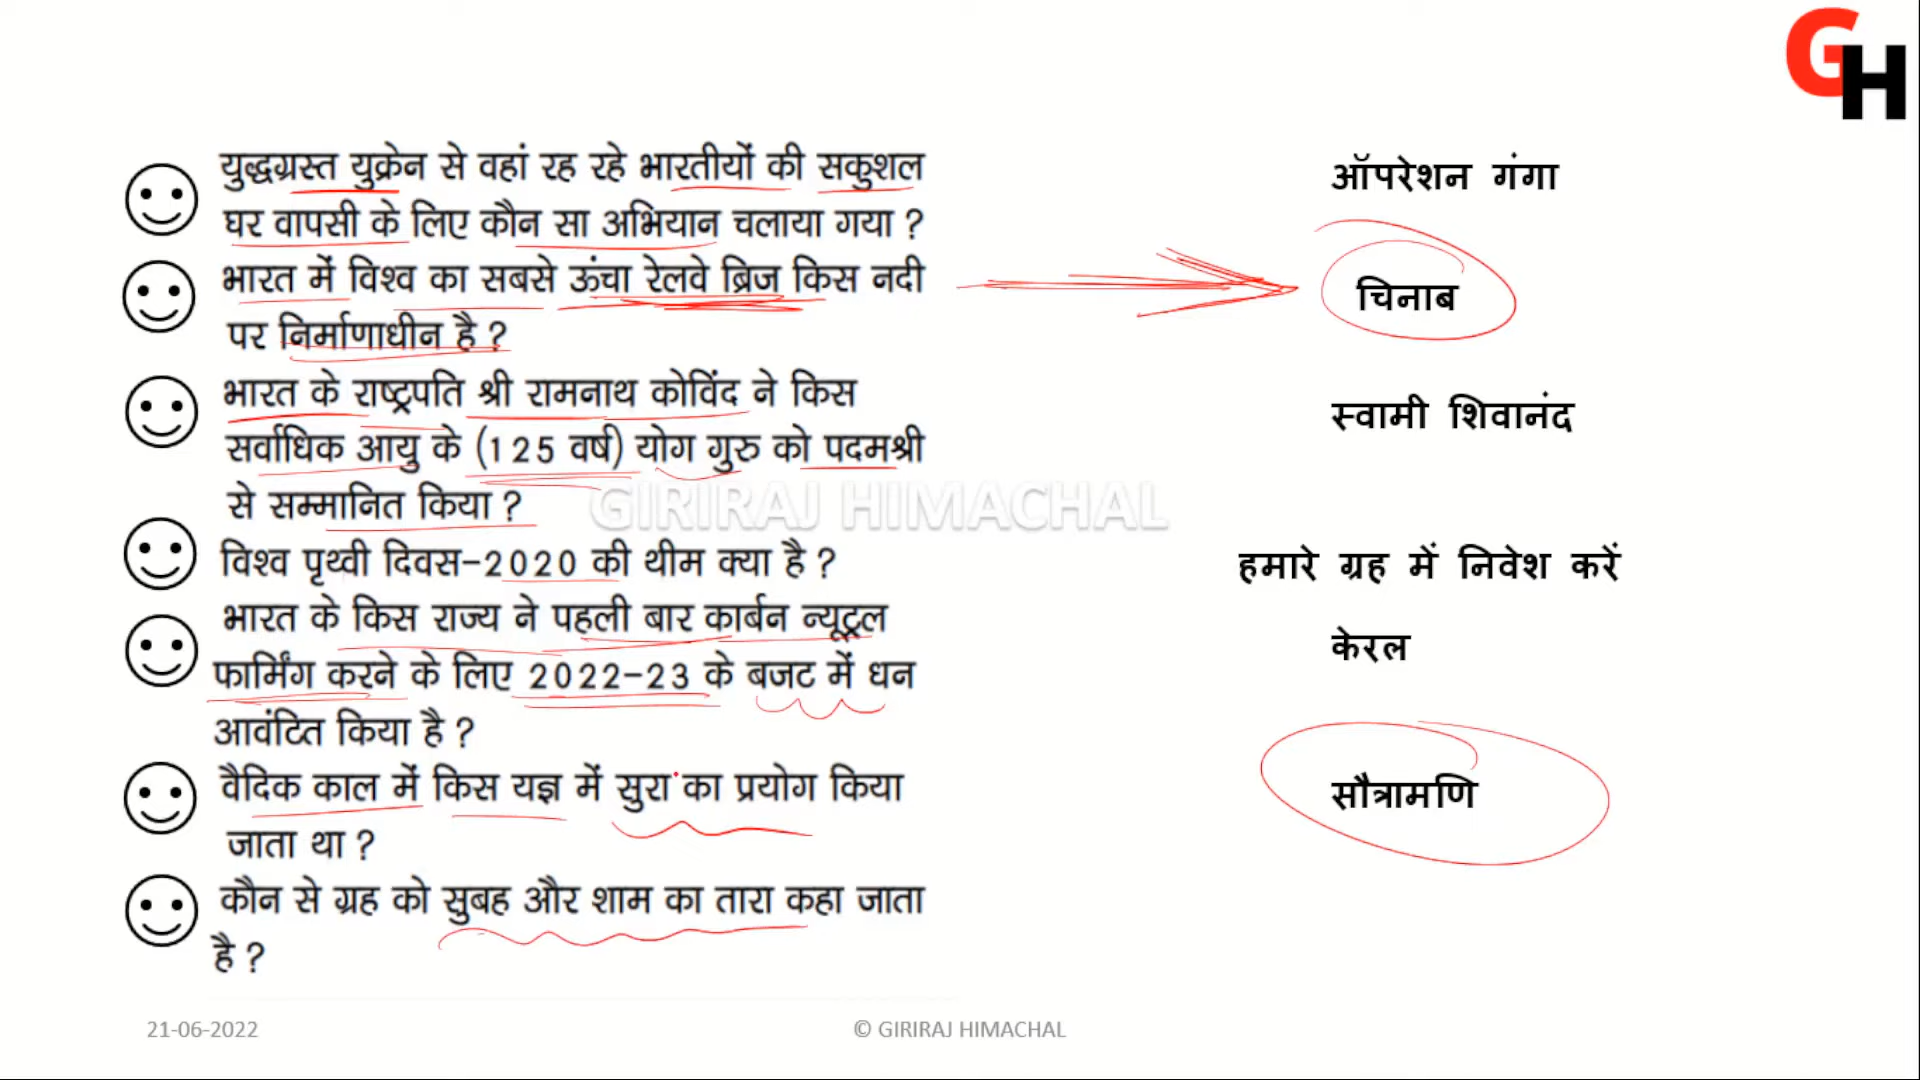 GH
युद्धग्रस्त युक्रेन से वहां रह रहे भारतीयों की सकुशल
घर वापसी के लिए कौन सा अभियान चलाया गया ?
ऑपरेशन गंगा
भारत में विश्व का सबसे ऊंचा रेलवे ब्रिज किस नदी
पर निर्माणाधीन है ?
चिनाब
भारत के राष्ट्रपति श्री रामनाथ कोविंद ने किस
सर्वाधिक आयु के (125 वर्ष) योग गुरु को पदमश्री
से सम्मानित किया ?
स्वामी शिवानंद
GIRIRAJ HIMACHAL
विश्व पृथ्वी दिवस-2020 की थीम क्या है ?
हमारे ग्रह में निवेश करें
भारत के किस राज्य ने पहली बार कार्बन न्यूट्रल
फार्मिंग करने के लिए 2022-23 के बजट में धन
आवंटित किया है ?
केरल
वैदिक काल में किस यज्ञ में सुरा का प्रयोग किया
जाता था ?
सौत्रामणि
कौन से ग्रह को सुबह और शाम का तारा कहा जाता
है ?
21-06-2022
© GIRIRAJ HIMACHAL